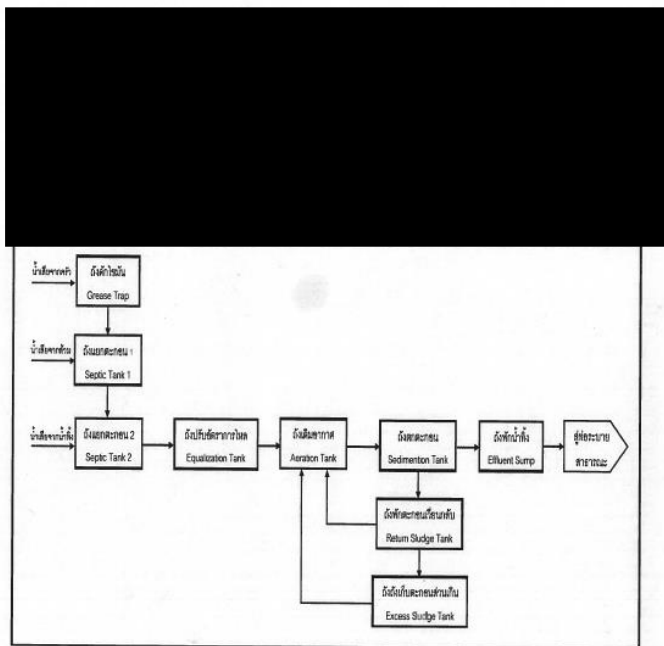 น้ำเสียจากครัว
ถังดักไขมัน
Grease Trap
น้ำเสียจากส้วม
ถังแยกตะกอน 1
Septic Tank 1
น้ำเสียจากน้ำทิ้ง
ถังแยกตะกอน 2
Septic Tank 2
ถังปรับอัตราการไหล
Equalization Tank
ถังเติมอากาศ
Aeration Tank
ถังตกตะกอน
Sedimention Tank
ถังพักน้ำทิ้ง
Effluent Sump
สู่ท่อระบาย
สาธารณะ
ถังพักตะกอนเวียนกลับ
Return Sludge Tank
ถังถังเก็บตะกอนส่วนเกิน
Excess Sludge Tank